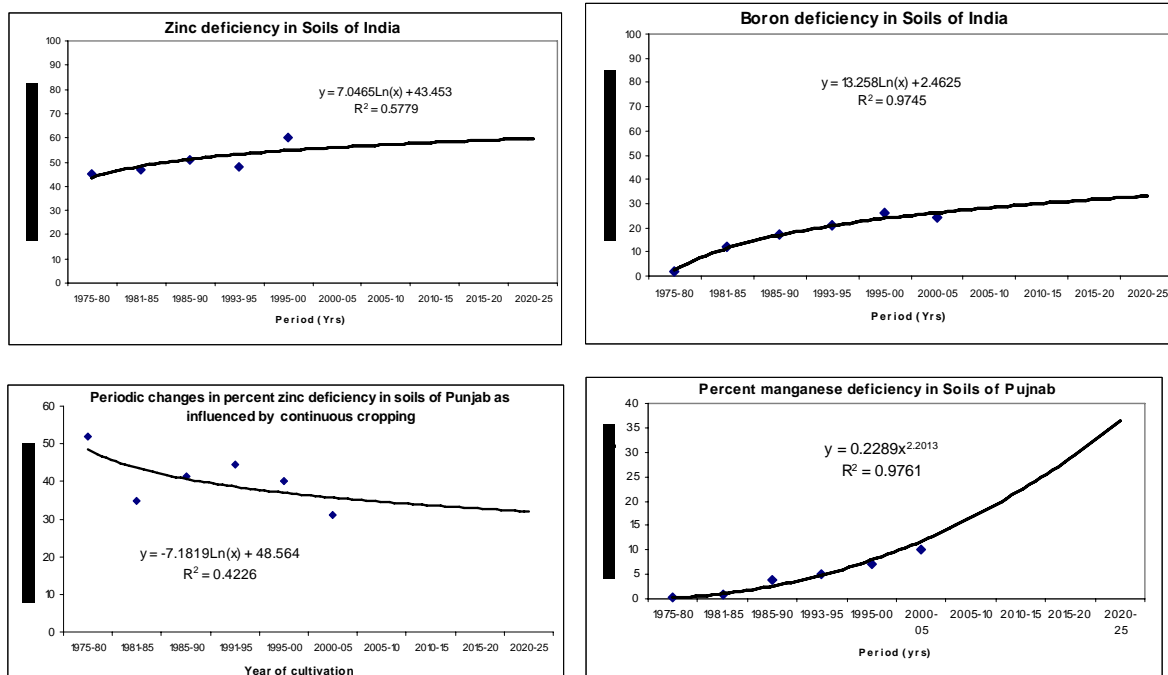 Zinc deficiency in Soils of India
100
90
80
70
60
50
40
30
20
10
0
y = 7.0465Ln(x) + 43.453
R² = 0.5779
1975-80 1981-85 1985-90 1993-95 1995-00 2000-05 2005-10 2010-15 2015-20 2020-25
Period (Yrs)
Boron deficiency in Soils of India
100
90
80
70
60
50
40
30
20
10
0
y = 13.258Ln(x) + 2.4625
R² = 0.9745
1975-80 1981-85 1985-90 1993-95 1995-00 2000-05 2005-10 2010-15 2015-20 2020-25
Period (Yrs)
Periodic changes in percent zinc deficiency in soils of Punjab as
influenced by continuous cropping
60
50
40
30
20
10
0
y = -7.1819Ln(x) + 48.564
R² = 0.4226
1975-80 1981-85 1985-90 1991-95 1995-00 2000-05 2005-10 2010-15 2015-20 2020-25
Year of cultivation
Percent manganese deficiency in Soils of Pujnab
40
35
30
25
20
15
10
5
0
y = 0.2289x^2.2013
R² = 0.9761
1975-80 1981-85 1985-90 1993-95 1995-00 2000- 2005-10 2010-15 2015-20 2020-
05 25
Period (yrs)